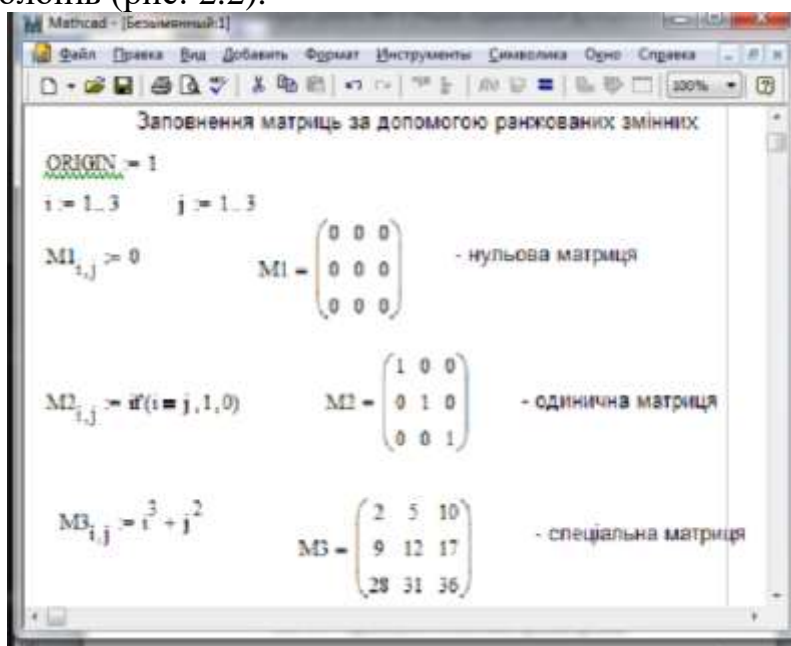 олонів (рис. 2.2).
Mathcad - [Безымянный:1]
Файл Правка Вид Добавить Формат Инструменты Символика Окно Справка
100%
Заповнення матриць за допомогою ранжованих змінних
ORIGIN := 1
i := 1..3 j := 1..3
M1i,j := 0 M1 = (0 0 0 - нульова матриця
0 0 0
0 0 0)
M2i,j := if(i = j, 1, 0) M2 = (1 0 0 - одинична матриця
0 1 0
0 0 1)
M3i,j := i^3 + j^2 M3 = (2 5 10 - спеціальна матриця
9 12 17
28 31 36)